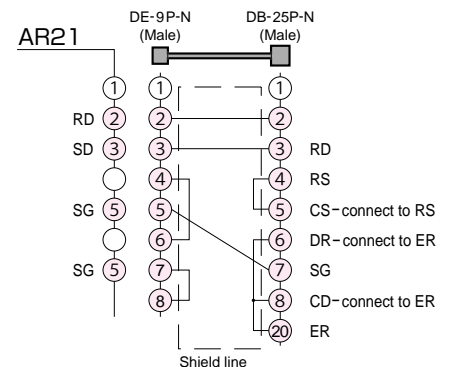 DE-9P-N
(Male)
DB-25P-N
(Male)
AR21
1 1 1
RD 2 2 2
SD 3 3 3 RD
4 4 RS
SG 5 5 5 CS-connect to RS
6 6 DR-connect to ER
SG 5 7 7 SG
8 8 CD-connect to ER
20 ER
Shield line